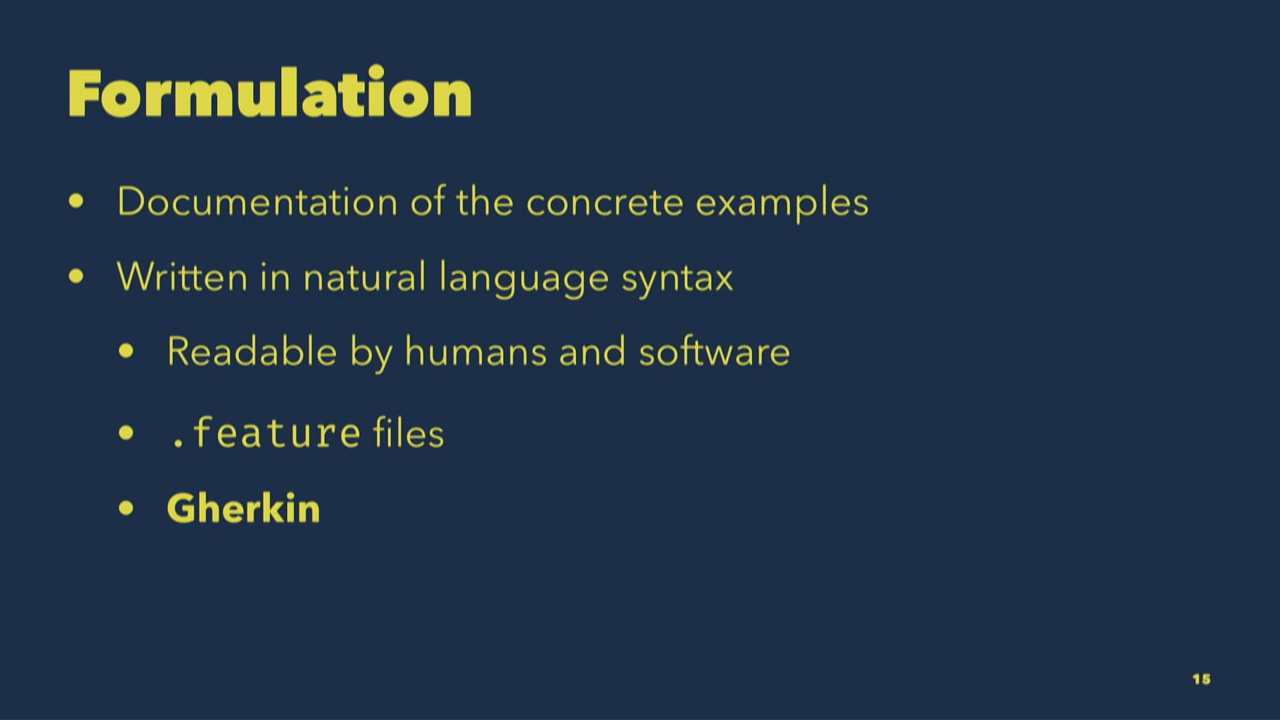 Formulation
• Documentation of the concrete examples
• Written in natural language syntax
• Readable by humans and software
• .feature files
• Gherkin
15